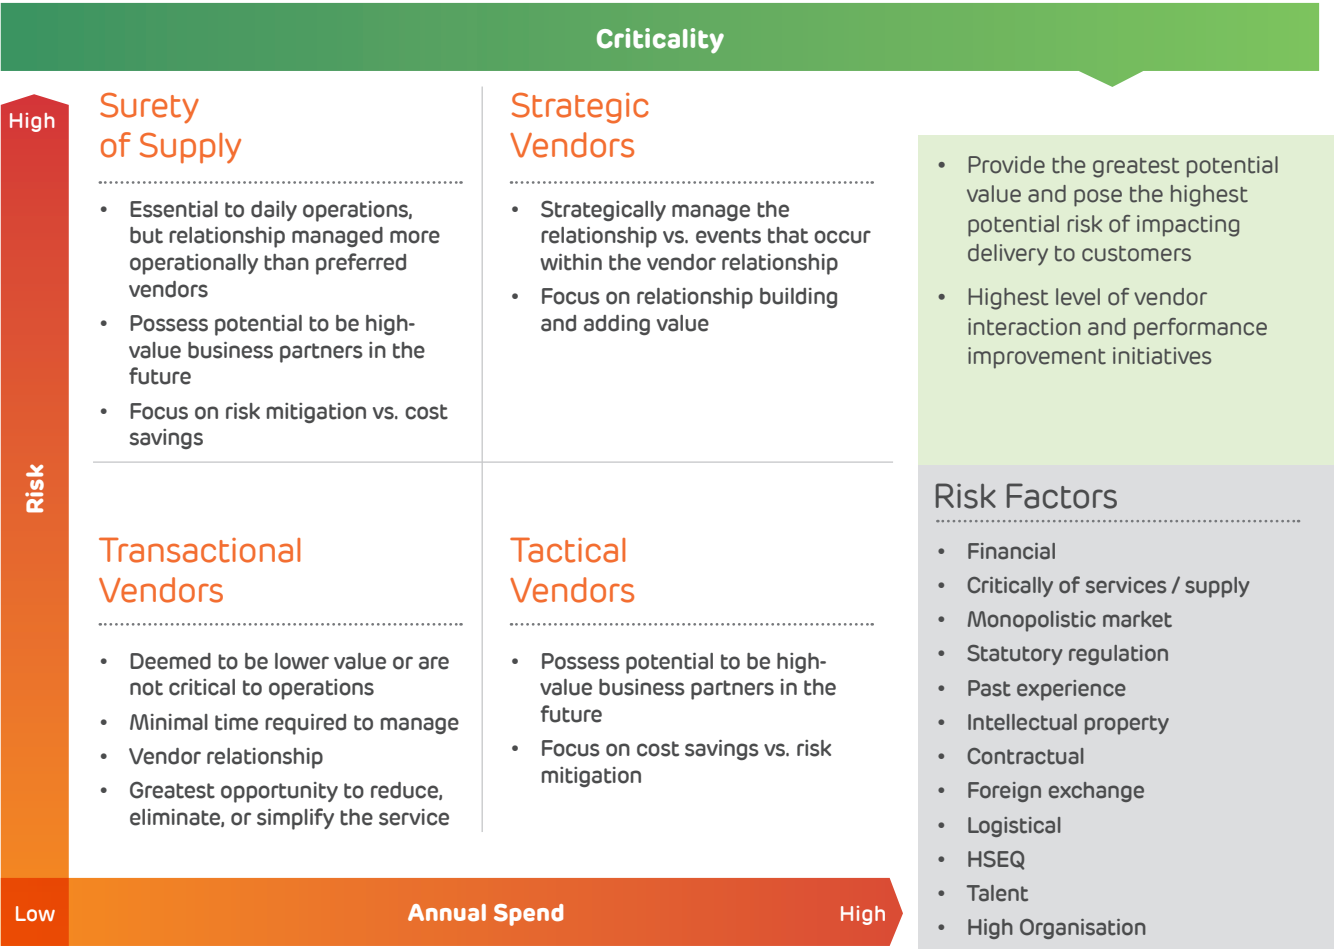 Criticality
High
Risk
Low
Surety
of Supply
• Essential to daily operations,
but relationship managed more
operationally than preferred
vendors
• Possess potential to be high-
value business partners in the
future
• Focus on risk mitigation vs. cost
savings
Strategic
Vendors
• Strategically manage the
relationship vs. events that occur
within the vendor relationship
• Focus on relationship building
and adding value
Transactional
Vendors
• Deemed to be lower value or are
not critical to operations
• Minimal time required to manage
• Vendor relationship
• Greatest opportunity to reduce,
eliminate, or simplify the service
Tactical
Vendors
• Possess potential to be high-
value business partners in the
future
• Focus on cost savings vs. risk
mitigation
Annual Spend
High
• Provide the greatest potential
value and pose the highest
potential risk of impacting
delivery to customers
• Highest level of vendor
interaction and performance
improvement initiatives
Risk Factors
• Financial
• Critically of services / supply
• Monopolistic market
• Statutory regulation
• Past experience
• Intellectual property
• Contractual
• Foreign exchange
• Logistical
• HSEQ
• Talent
• High Organisation